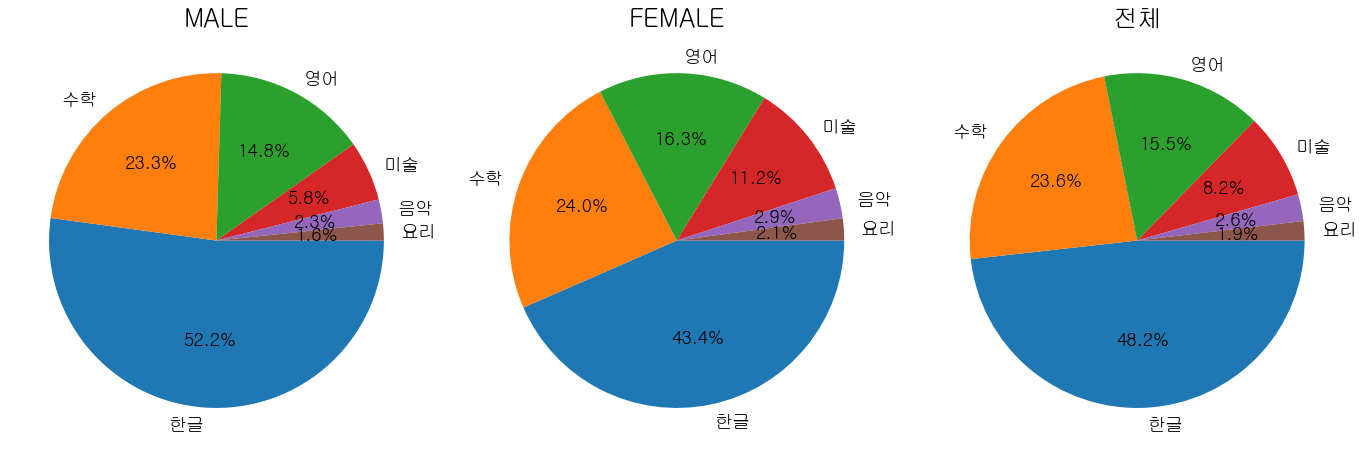 MALE
영어
수학
14.8%
23.3%
미술
5.8%
음악
2.3%
요리
1.6%
52.2%
한글
FEMALE
영어
미술
16.3%
수학
11.2%
24.0%
음악
2.9%
요리
2.1%
43.4%
한글
전체
영어
수학
15.5%
미술
23.6%
8.2%
음악
2.6%
요리
1.9%
48.2%
한글